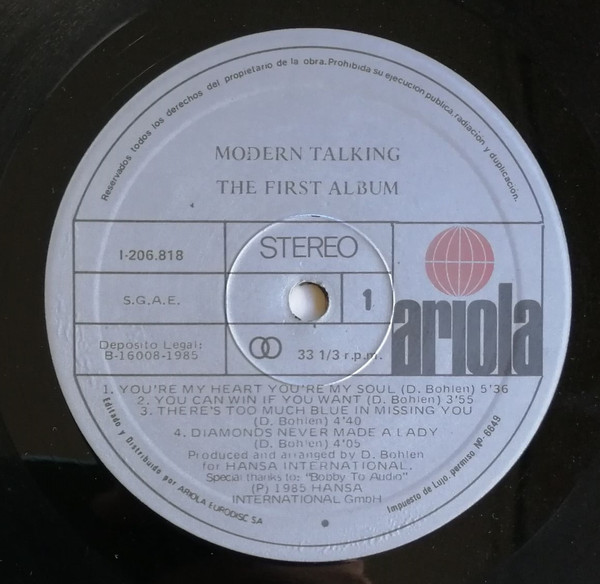 Reservados todos los derechos del propietario de la obra. Prohibida su ejecucion publica, radiacion y duplicacion.
MODERN TALKING
THE FIRST ALBUM
I-206.818
STEREO
S.G.A.E.
1
ariola
Deposito Legal:
B-16008-1985
33 1/3 r.p.m.
1. YOU'RE MY HEART YOU'RE MY SOUL (D. Bohlen) 5'36
2. YOU CAN WIN IF YOU WANT (D. Bohlen) 3'55
3. THERE'S TOO MUCH BLUE IN MISSING YOU
(D. Bohlen) 4'40
4. DIAMONDS NEVER MADE A LADY
(D. Bohlen) 4'05
Produced and arranged by D. Bohlen
for HANSA INTERNATIONAL.
Special thanks to: "Bobby To Audio"
(P) 1985 HANSA
INTERNATIONAL GmbH
Editado y Distribuido por ARIOLA EURODISC S.A
Impuesto de Lujo, permiso Nº 6649